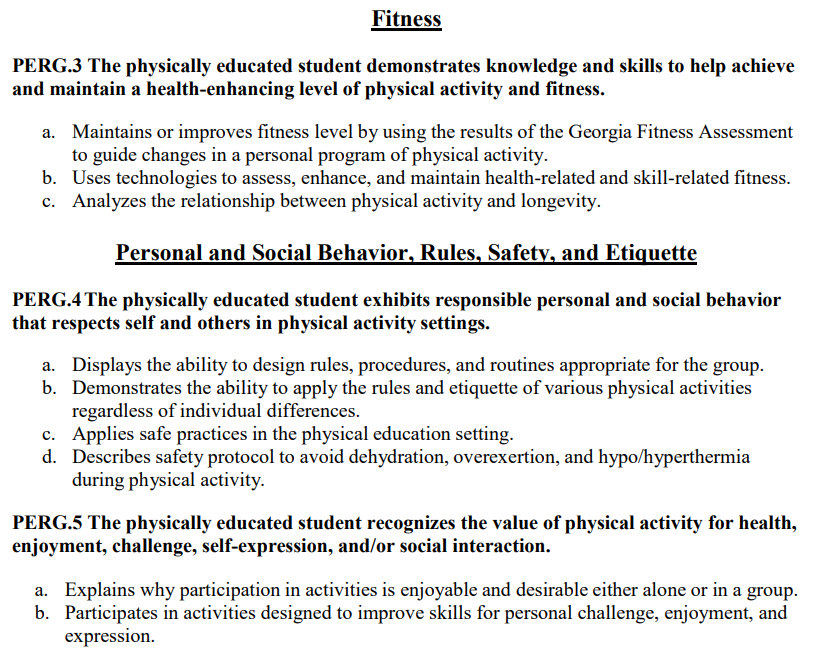 Fitness
PERG.3 The physically educated student demonstrates knowledge and skills to help achieve
and maintain a health-enhancing level of physical activity and fitness.
a. Maintains or improves fitness level by using the results of the Georgia Fitness Assessment
to guide changes in a personal program of physical activity.
b. Uses technologies to assess, enhance, and maintain health-related and skill-related fitness.
c. Analyzes the relationship between physical activity and longevity.
Personal and Social Behavior, Rules, Safety, and Etiquette
PERG.4 The physically educated student exhibits responsible personal and social behavior
that respects self and others in physical activity settings.
a. Displays the ability to design rules, procedures, and routines appropriate for the group.
b. Demonstrates the ability to apply the rules and etiquette of various physical activities
regardless of individual differences.
c. Applies safe practices in the physical education setting.
d. Describes safety protocol to avoid dehydration, overexertion, and hypo/hyperthermia
during physical activity.
PERG.5 The physically educated student recognizes the value of physical activity for health,
enjoyment, challenge, self-expression, and/or social interaction.
a. Explains why participation in activities is enjoyable and desirable either alone or in a group.
b. Participates in activities designed to improve skills for personal challenge, enjoyment, and
expression.